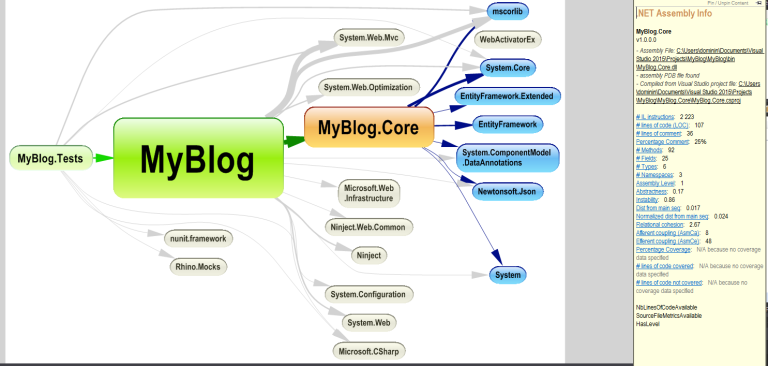 mscorlib
System.Web.Mvc
WebActivatorEx
System.Core
System.Web.Optimization
EntityFramework.Extended
MyBlog.Core
EntityFramework
MyBlog.Tests
MyBlog
System.ComponentModel
.DataAnnotations
Microsoft.Web
.Infrastructure
Newtonsoft.Json
Ninject.Web.Common
nunit.framework
Ninject
Rhino.Mocks
System
System.Configuration
System.Web
Microsoft.CSharp
Pin / Unpin Content
.NET Assembly Info
MyBlog.Core
v1.0.0.0
- Assembly File: C:\Users\dominim\Documents\Visual
Studio 2015\Projects\MyBlog\MyBlog\bin
\MyBlog.Core.dll
- assembly PDB file found
- Compiled from Visual Studio project file: C:\Users
\dominim\Documents\Visual Studio 2015\Projects
\MyBlog\MyBlog.Core\MyBlog.Core.csproj
# IL instructions: 2 223
# lines of code (LOC): 107
# lines of comment: 36
Percentage Comment: 25%
# Methods: 92
# Fields: 25
# Types: 6
# Namespaces: 3
Assembly Level: 1
Abstractness: 0.17
Instability: 0.86
Dist from main seq: 0.017
Normalized dist from main seq: 0.024
Relational cohesion: 2.67
Afferent coupling (AsmCa): 8
Efferent coupling (AsmCe): 48
Percentage Coverage: N/A because no coverage
data specified
# lines of code covered: N/A because no coverage
data specified
# lines of code not covered: N/A because no
coverage data specified
NbLinesOfCodeAvailable
SourceFileMetricsAvailable
HasLevel